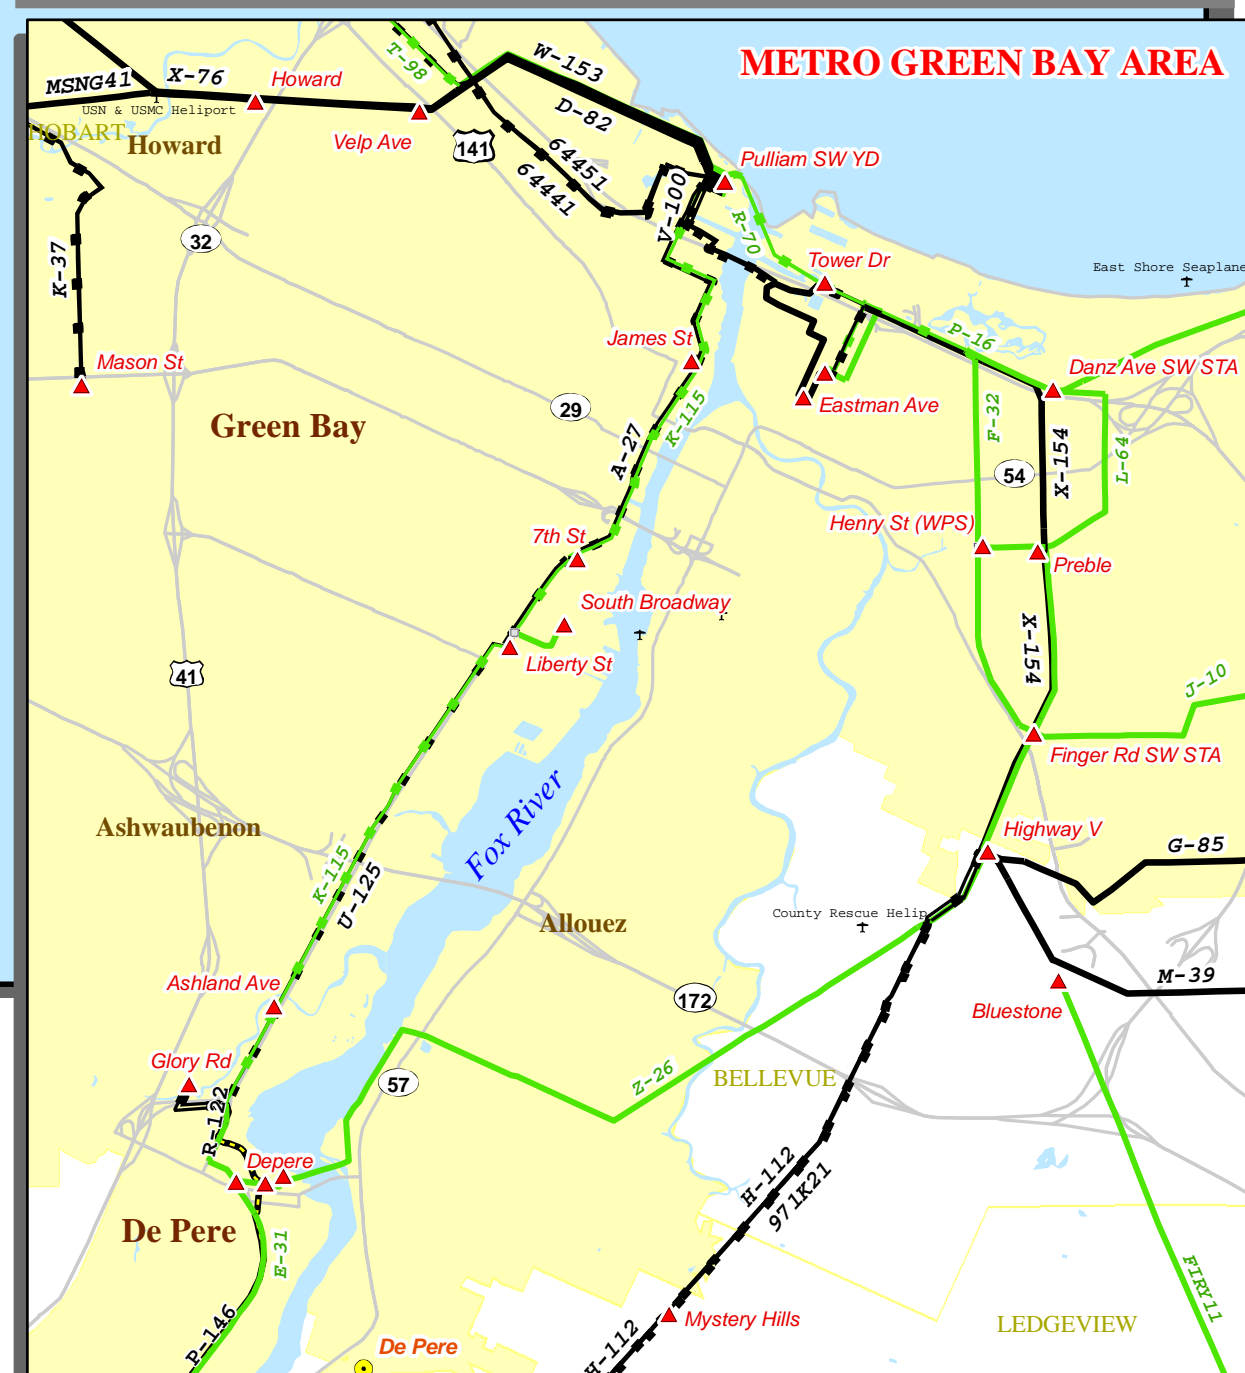 METRO GREEN BAY AREA
T-98
W-153
MSNG41
X-76
Howard
USN & USMC Heliport
D-82
HOBART
Howard
Velp Ave
141
64451
64441
Pulliam SW YD
V-100
R-70
32
K-37
Tower Dr
East Shore Seaplane
James St
P-16
Mason St
Danz Ave SW STA
29
K-115
Eastman Ave
F-32
Green Bay
A-27
54
X-154
L-64
7th St
Henry St (WPS)
Preble
South Broadway
Liberty St
X-154
41
J-10
Finger Rd SW STA
Fox River
Ashwaubenon
Highway V
G-85
K-115
U-125
Allouez
County Rescue Helip
Ashland Ave
172
M-39
Bluestone
Glory Rd
57
Z-26
BELLEVUE
R-122
Depere
H-112
971K21
De Pere
E-31
FIRY11
P-146
Mystery Hills
LEDGEVIEW
De Pere
H-112